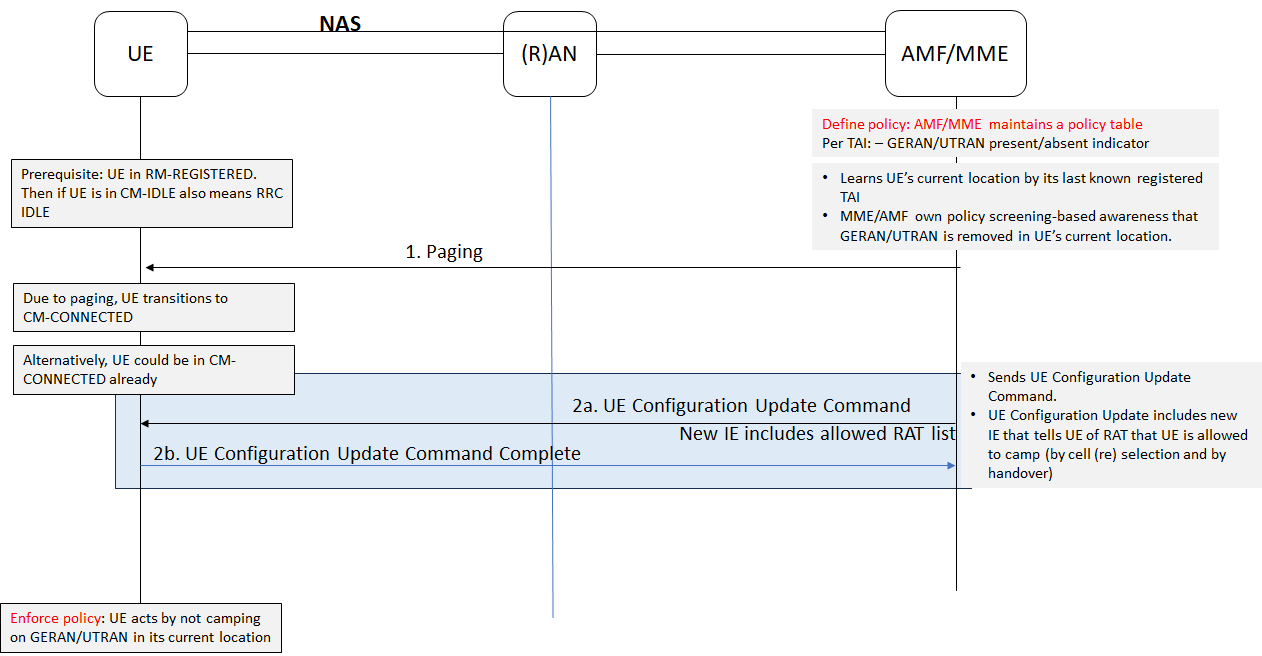 NAS
UE
(R)AN
AMF/MME
Define policy: AMF/MME maintains a policy table
Per TAI: – GERAN/UTRAN present/absent indicator
Prerequisite: UE in RM-REGISTERED.
Then if UE is in CM-IDLE also means RRC
IDLE
• Learns UE's current location by its last known registered
TAI
• MME/AMF own policy screening-based awareness that
GERAN/UTRAN is removed in UE's current location.
1. Paging
Due to paging, UE transitions to
CM-CONNECTED
Alternatively, UE could be in CM-
CONNECTED already
• Sends UE Configuration Update
Command.
• UE Configuration Update includes new
IE that tells UE of RAT that UE is allowed
to camp (by cell (re) selection and by
handover)
2a. UE Configuration Update Command
New IE includes allowed RAT list
2b. UE Configuration Update Command Complete
Enforce policy: UE acts by not camping
on GERAN/UTRAN in its current location